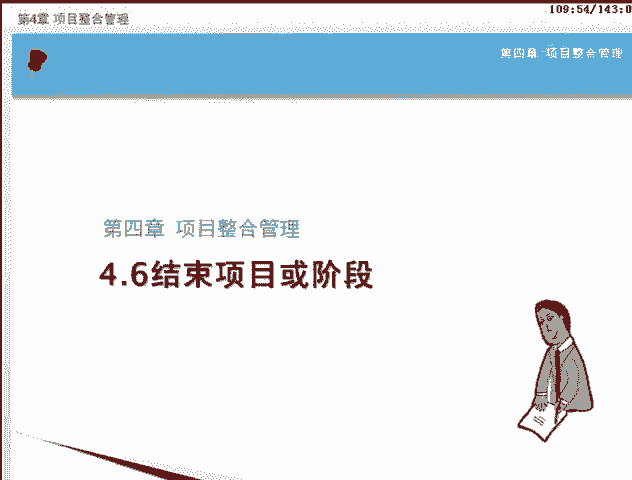 第4章 项目整合管理
109:54/143:0
第四章 项目整合管理
第四章 项目整合管理
4.6结束项目或阶段